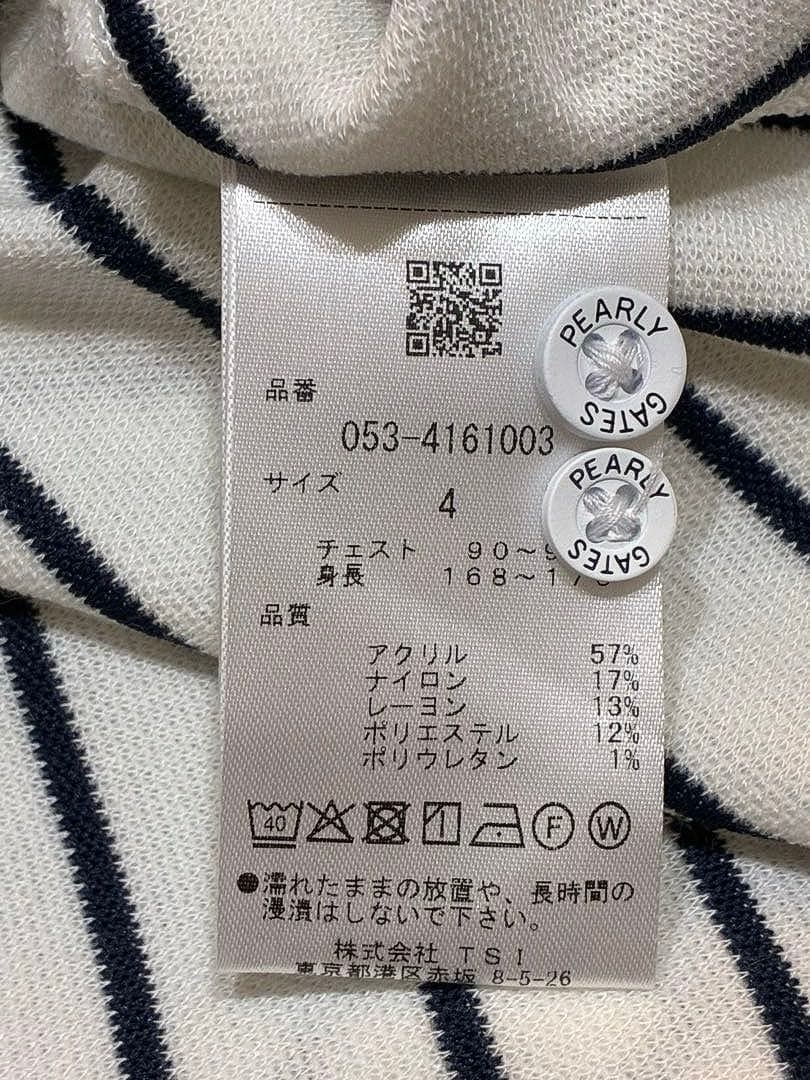 PEARLY GATES
品番
053-4161003
PEARLY GATES
サイズ
4
チェスト 90～
身長 168～
品質
アクリル 57%
ナイロン 17%
レーヨン 13%
ポリエステル 12%
ポリウレタン 1%
40
F W
●濡れたままの放置や、長時間の
浸漬はしないで下さい。
株式会社 TSI
東京都港区赤坂 8-5-26